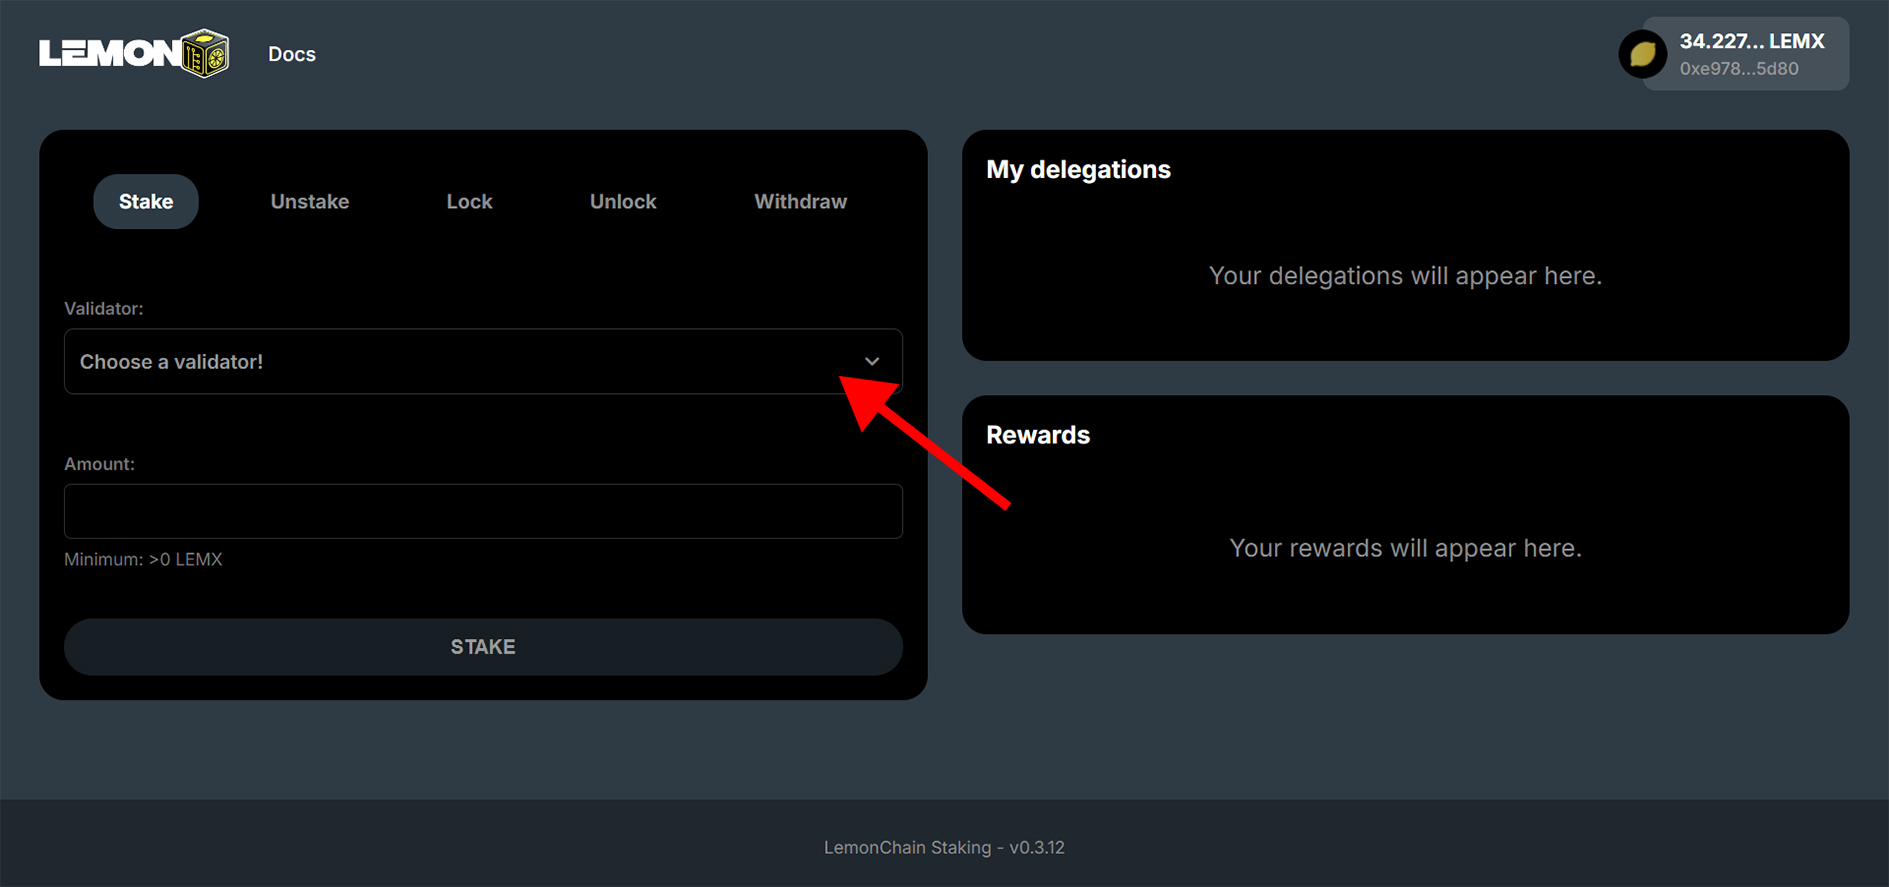 LEMON
Docs
34.227... LEMX
0xe978...5d80
Stake
Unstake
Lock
Unlock
Withdraw
Validator:
Choose a validator!
Amount:
Minimum: >0 LEMX
STAKE
My delegations
Your delegations will appear here.
Rewards
Your rewards will appear here.
LemonChain Staking - v0.3.12